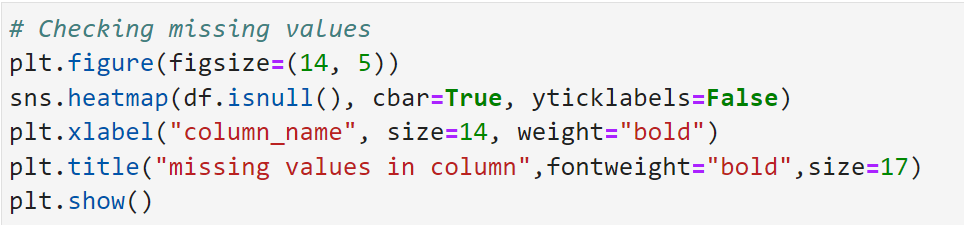 # Checking missing values
plt.figure(figsize=(14, 5))
sns.heatmap(df.isnull(), cbar=True, yticklabels=False)
plt.xlabel("column_name", size=14, weight="bold")
plt.title("missing values in column",fontweight="bold",size=17)
plt.show()